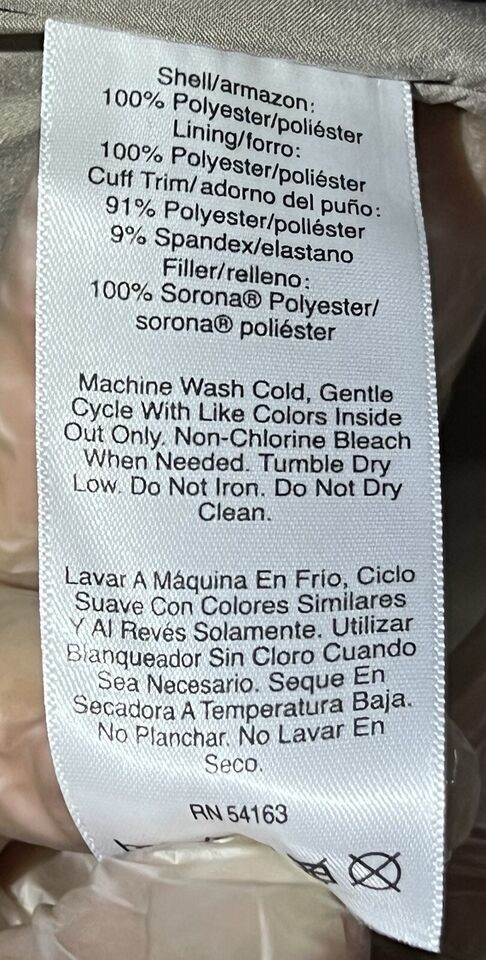 Shell/armazon:
100% Polyester/poliéster
Lining/forro:
100% Polyester/poliéster
Cuff Trim/adorno del puño:
91% Polyester/poliéster
9% Spandex/elastano
Filler/relleno:
100% Sorona® Polyester/
sorona® poliéster
Machine Wash Cold, Gentle
Cycle With Like Colors Inside
Out Only. Non-Chlorine Bleach
When Needed. Tumble Dry
Low. Do Not Iron. Do Not Dry
Clean.
Lavar A Máquina En Frío, Ciclo
Suave Con Colores Similares
Y Al Revés Solamente. Utilizar
Blanqueador Sin Cloro Cuando
Sea Necesario. Seque En
Secadora A Temperatura Baja.
No Planchar. No Lavar En
Seco.
RN 54163